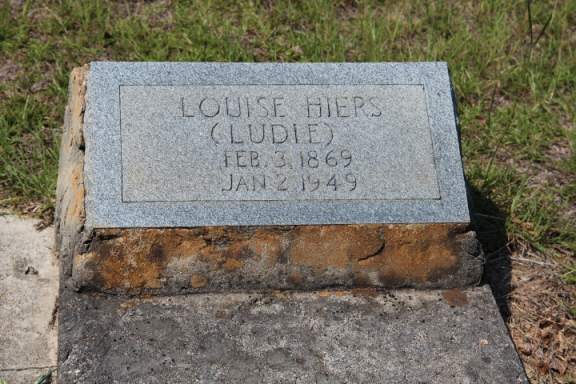 LOUISE HIERS
(LUDIE)
FEB. 3, 1869
JAN 2 1949